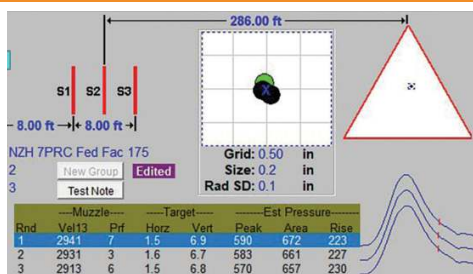 286.00 ft
S1 S2 S3
8.00 ft 8.00 ft
X
NZH 7PRC Fed Fac 175
2 New Group Edited
3 Test Note
Grid: 0.50 in
Size: 0.2 in
Rad SD: 0.1 in
----Muzzle---- ----Target---- ------Est Pressure------
Rnd Vel13 Prf Horz Vert Peak Area Rise
1 2941 7 1.5 6.9 590 672 223
2 2931 3 1.6 6.7 583 661 227
3 2913 6 1.5 6.8 570 657 230